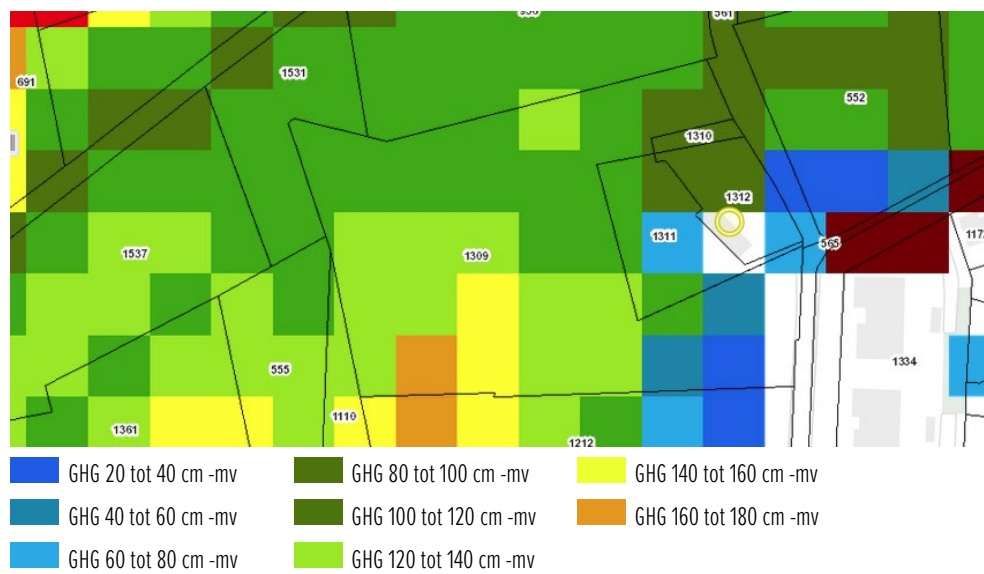 561
691
1531
552
1310
1312
1537
1309
1311
565
555
1334
1361
1110
1212
GHG 20 tot 40 cm -mv
GHG 40 tot 60 cm -mv
GHG 60 tot 80 cm -mv
GHG 80 tot 100 cm -mv
GHG 100 tot 120 cm -mv
GHG 120 tot 140 cm -mv
GHG 140 tot 160 cm -mv
GHG 160 tot 180 cm -mv